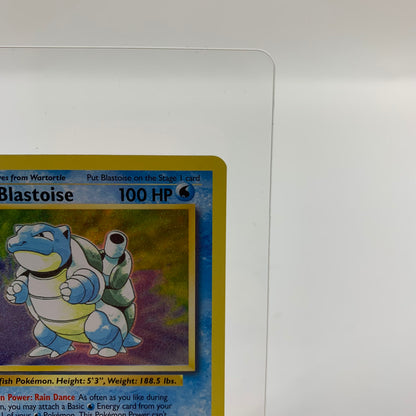 from Wartortle Put Blastoise on the Stage 1 card
Blastoise 100 HP
fish Pokémon. Height: 5'3", Weight: 188.5 lbs.
Power: Rain Dance As often as you like during
you may attach a Basic Energy card from
of your Pokémon. This Pokémon Power can't